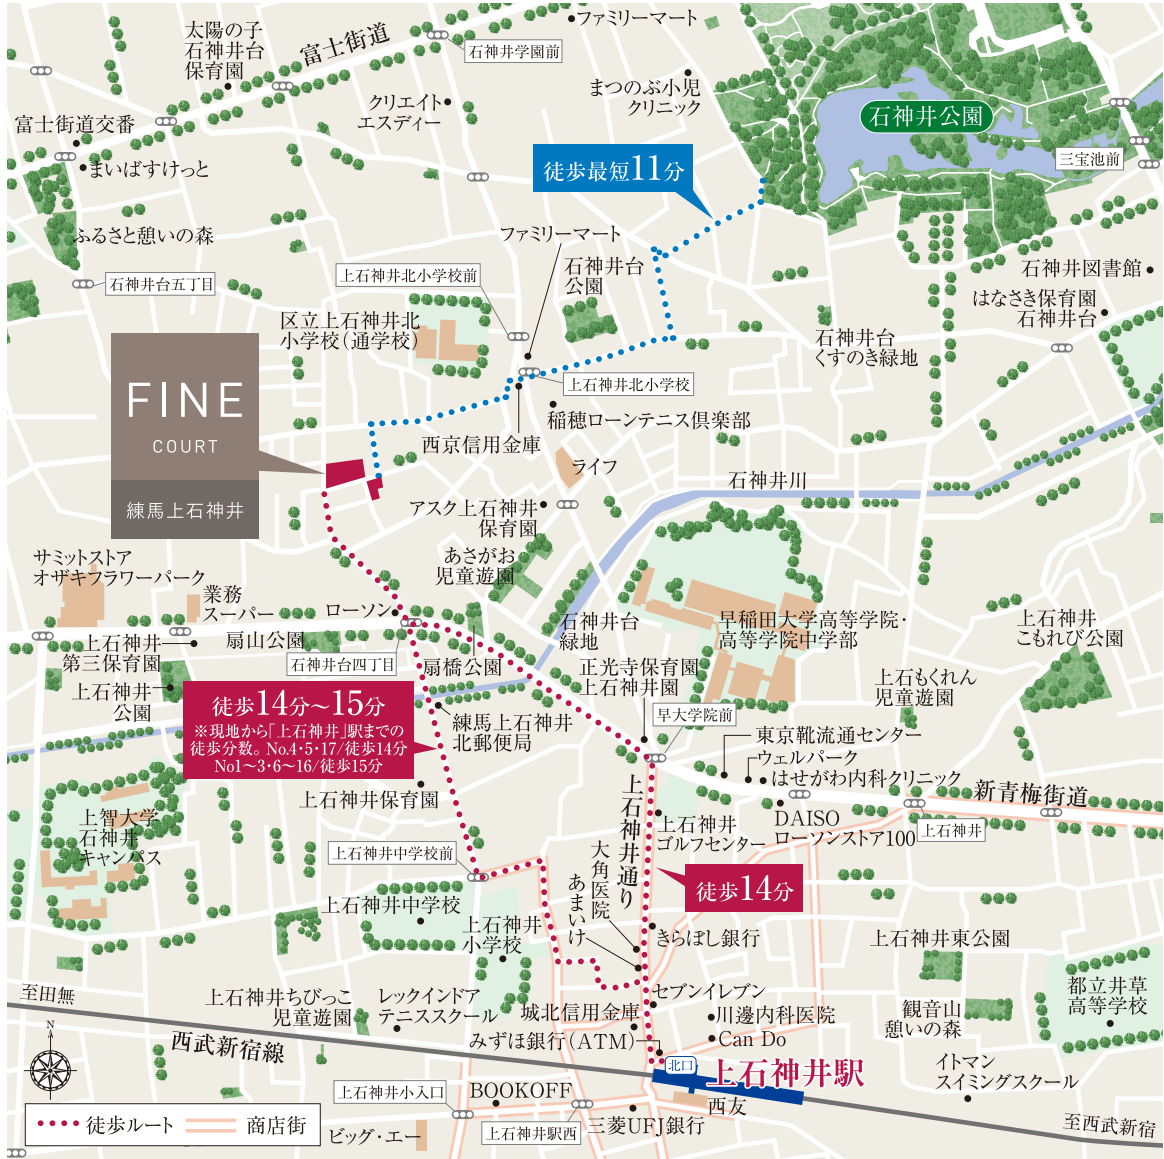 ファミリーマート
太陽の子
石神井台
保育園
富士街道
石神井学園前
まつのぶ小児
クリニック
クリエイト
エスディー
石神井公園
富士街道交番
三宝池前
まいばすけっと
徒歩最短11分
ふるさと憩いの森
ファミリーマート
石神井台
公園
上石神井北小学校前
石神井台五丁目
石神井図書館
はなさき保育園
石神井台
区立上石神井北
小学校(通学校)
石神井台
くすのき緑地
FINE
COURT
練馬上石神井
上石神井北小学校
稲穂ローンテニス倶楽部
西京信用金庫
ライフ
石神井川
アスク上石神井
保育園
あさがお
児童遊園
サミットストア
オザキフラワーパーク
業務
スーパー
ローソン
石神井台
緑地
早稲田大学高等学院・
高等学院中学部
上石神井
こもれび公園
上石神井
第三保育園
扇山公園
石神井台四丁目
扇橋公園
正光寺保育園
上石神井園
上石もくれん
児童遊園
上石神井
公園
徒歩14分～15分
※現地から「上石神井」駅までの
徒歩分数。No.4・5・17/徒歩14分
No1～3・6～16/徒歩15分
練馬上石神井
北郵便局
早大学院前
東京靴流通センター
ウェルパーク
はせがわ内科クリニック
上石神井保育園
新青梅街道
上智大学
石神井
キャンパス
上石神井通り
上石神井
ゴルフセンター
DAISO
ローソンストア100
上石神井
上石神井中学校前
大角医院
あまいけ
徒歩14分
上石神井中学校
上石神井
小学校
きらぼし銀行
上石神井東公園
至田無
上石神井ちびっこ
児童遊園
レックインドア
テニススクール
セブンイレブン
城北信用金庫
川邊内科医院
都立井草
高等学校
観音山
憩いの森
N
西武新宿線
みずほ銀行(ATM)
Can Do
北口
上石神井駅
イトマン
スイミングスクール
上石神井小入口
BOOKOFF
西友
上石神井駅西
三菱UFJ銀行
至西武新宿
徒歩ルート
商店街
ビッグ・エー